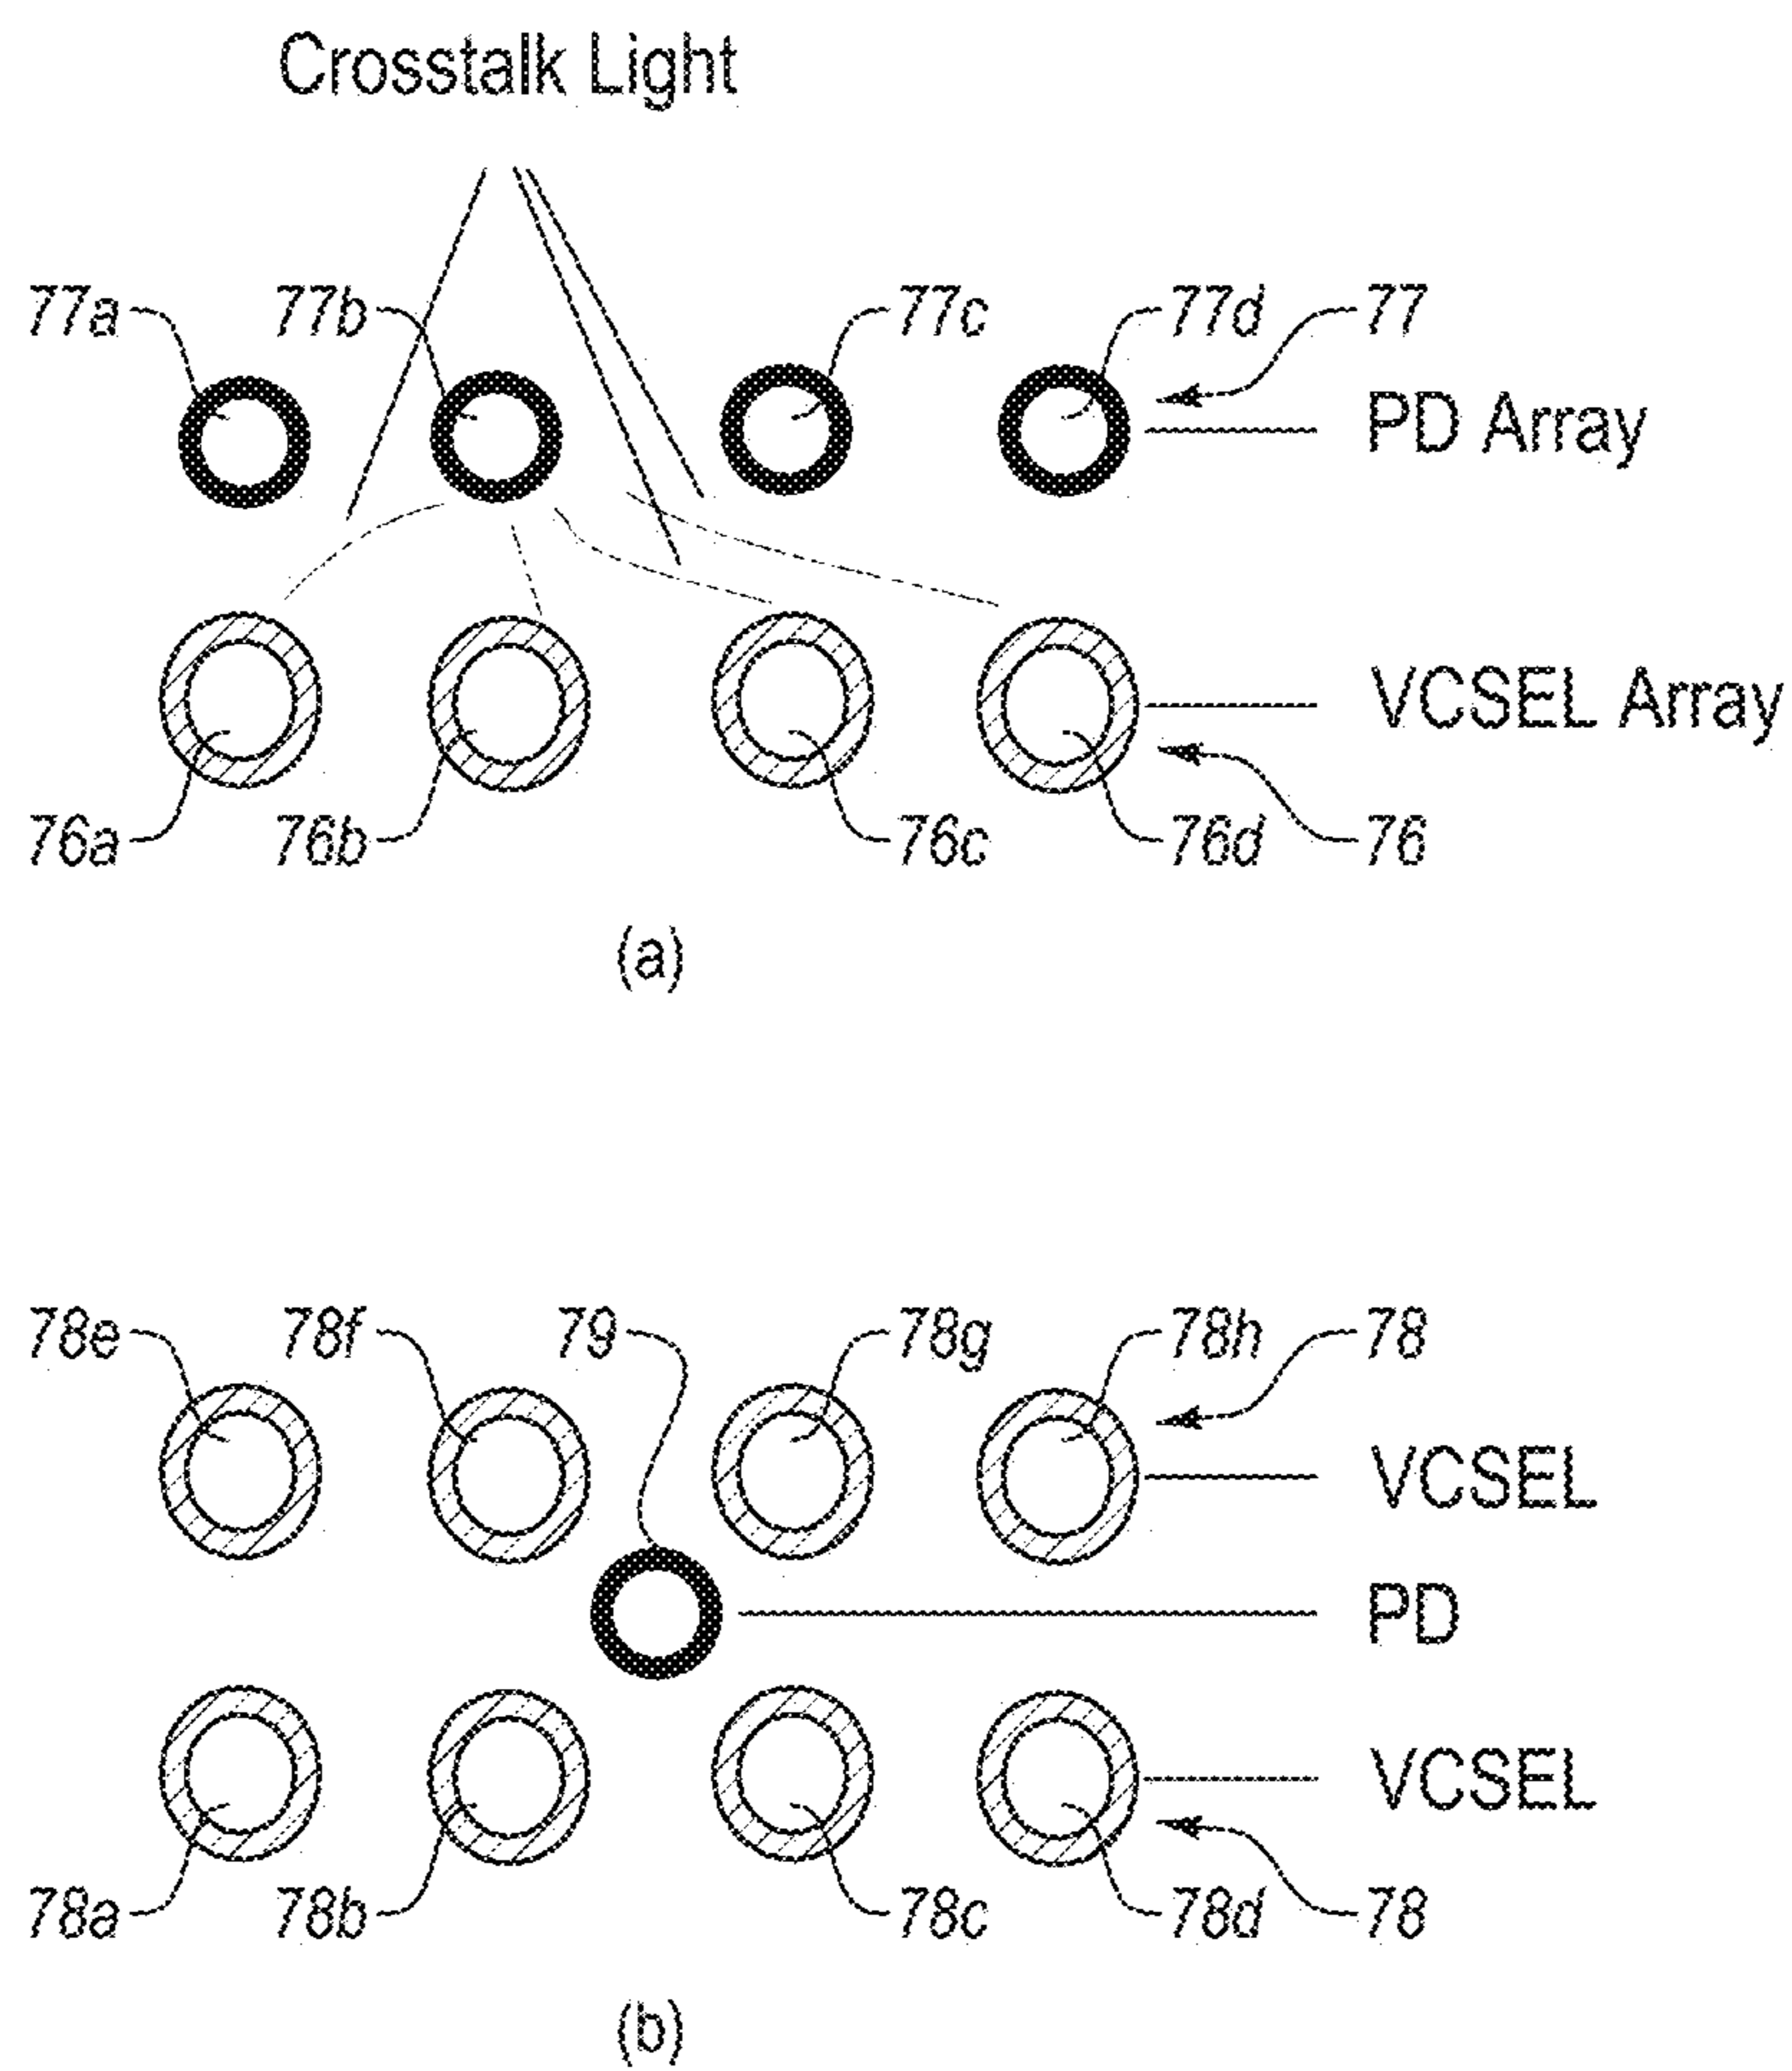 Crosstalk Light
77a 77b 77c 77d 77
PD Array
VCSEL Array
76a 76b 76c 76d 76
(a)
78e 78f 79 78g 78h 78
VCSEL
PD
VCSEL
78a 78b 78c 78d 78
(b)